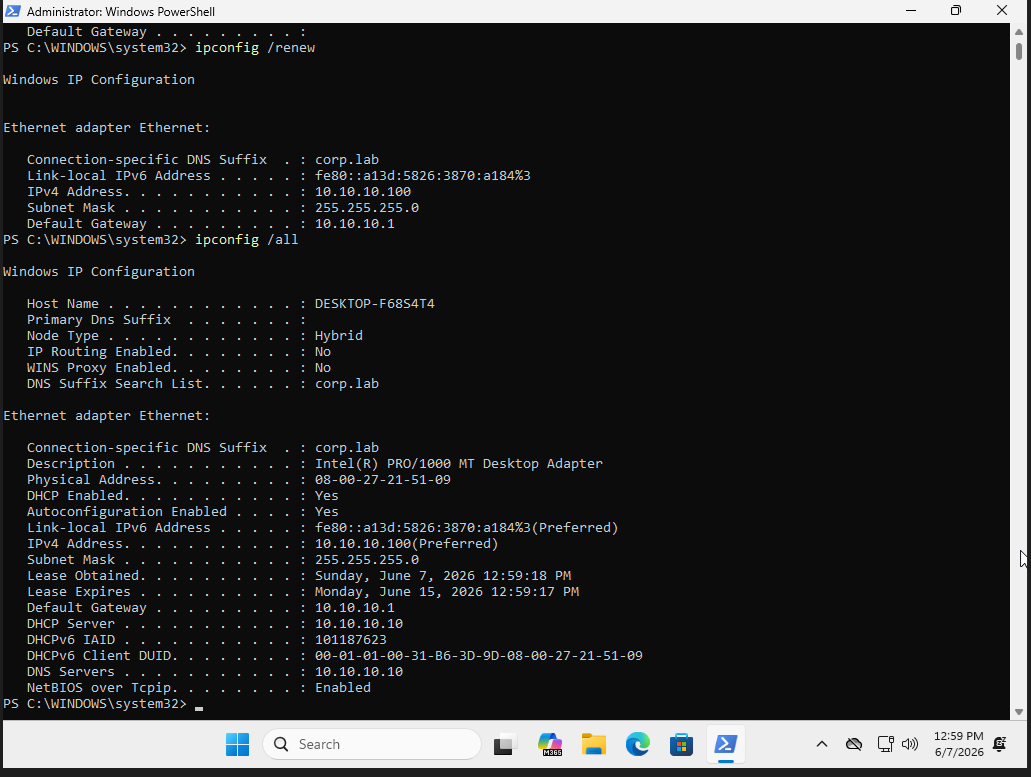 Administrator: Windows PowerShell
   Default Gateway . . . . . . . . . :
PS C:\WINDOWS\system32> ipconfig /renew

Windows IP Configuration


Ethernet adapter Ethernet:

   Connection-specific DNS Suffix  . : corp.lab
   Link-local IPv6 Address . . . . . : fe80::a13d:5826:3870:a184%3
   IPv4 Address. . . . . . . . . . . : 10.10.10.100
   Subnet Mask . . . . . . . . . . . : 255.255.255.0
   Default Gateway . . . . . . . . . : 10.10.10.1
PS C:\WINDOWS\system32> ipconfig /all

Windows IP Configuration

   Host Name . . . . . . . . . . . . : DESKTOP-F68S4T4
   Primary Dns Suffix  . . . . . . . :
   Node Type . . . . . . . . . . . . : Hybrid
   IP Routing Enabled. . . . . . . . : No
   WINS Proxy Enabled. . . . . . . . : No
   DNS Suffix Search List. . . . . . : corp.lab

Ethernet adapter Ethernet:

   Connection-specific DNS Suffix  . : corp.lab
   Description . . . . . . . . . . . : Intel(R) PRO/1000 MT Desktop Adapter
   Physical Address. . . . . . . . . : 08-00-27-21-51-09
   DHCP Enabled. . . . . . . . . . . : Yes
   Autoconfiguration Enabled . . . . : Yes
   Link-local IPv6 Address . . . . . : fe80::a13d:5826:3870:a184%3(Preferred)
   IPv4 Address. . . . . . . . . . . : 10.10.10.100(Preferred)
   Subnet Mask . . . . . . . . . . . : 255.255.255.0
   Lease Obtained. . . . . . . . . . : Sunday, June 7, 2026 12:59:18 PM
   Lease Expires . . . . . . . . . . : Monday, June 15, 2026 12:59:17 PM
   Default Gateway . . . . . . . . . : 10.10.10.1
   DHCP Server . . . . . . . . . . . : 10.10.10.10
   DHCPv6 IAID . . . . . . . . . . . : 101187623
   DHCPv6 Client DUID. . . . . . . . : 00-01-01-00-31-B6-3D-9D-08-00-27-21-51-09
   DNS Servers . . . . . . . . . . . : 10.10.10.10
   NetBIOS over Tcpip. . . . . . . . : Enabled
PS C:\WINDOWS\system32>
Search
M365
12:59 PM
6/7/2026